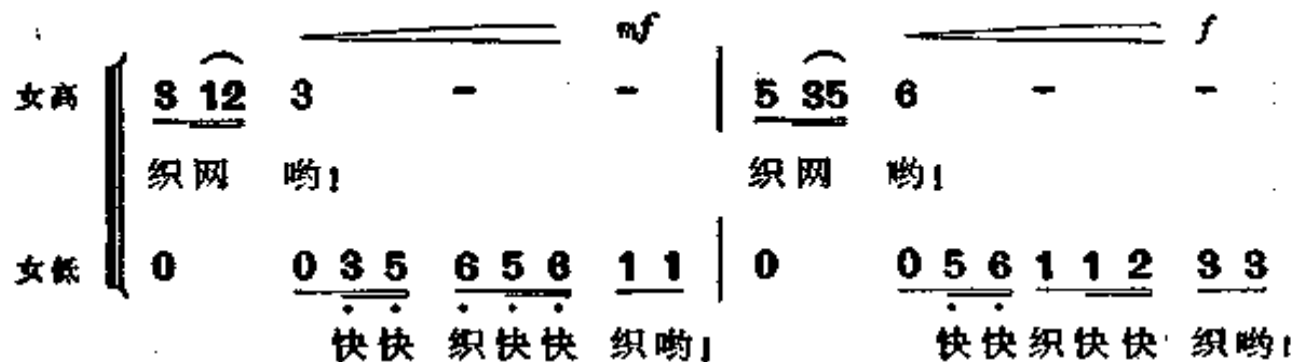 mf f
女高 3 12 3 - - | 5 35 6 - -
织网 哟! 织网 哟!
女低 0 0 3 5 6 5 6 1 1 | 0 0 5 6 1 1 2 3 3
快快 织快快 织哟! 快快织快快 织哟!